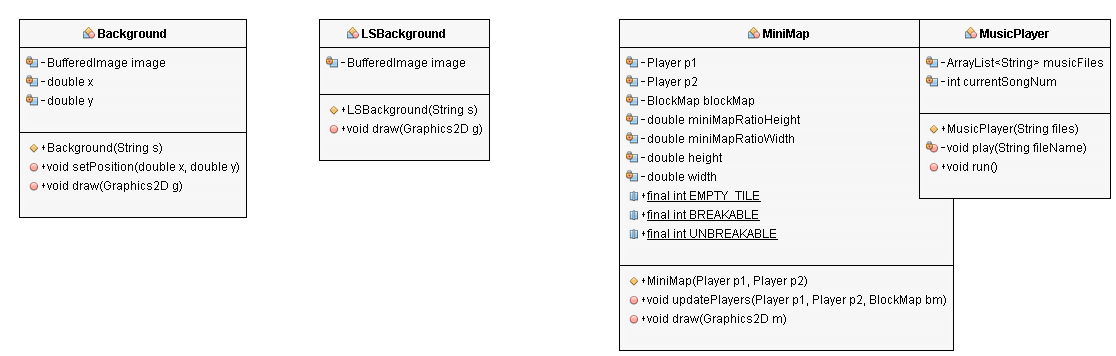 Background
- BufferedImage image
- double x
- double y
+Background(String s)
+void setPosition(double x, double y)
+void draw(Graphics2D g)
LSBackground
- BufferedImage image
+LSBackground(String s)
+void draw(Graphics2D g)
MiniMap
- Player p1
- Player p2
- BlockMap blockMap
- double miniMapRatioHeight
- double miniMapRatioWidth
- double height
- double width
+final int EMPTY_TILE
+final int BREAKABLE
+final int UNBREAKABLE
+MiniMap(Player p1, Player p2)
+void updatePlayers(Player p1, Player p2, BlockMap bm)
+void draw(Graphics2D m)
MusicPlayer
- ArrayList<String> musicFiles
- int currentSongNum
+MusicPlayer(String files)
- void play(String fileName)
+void run()